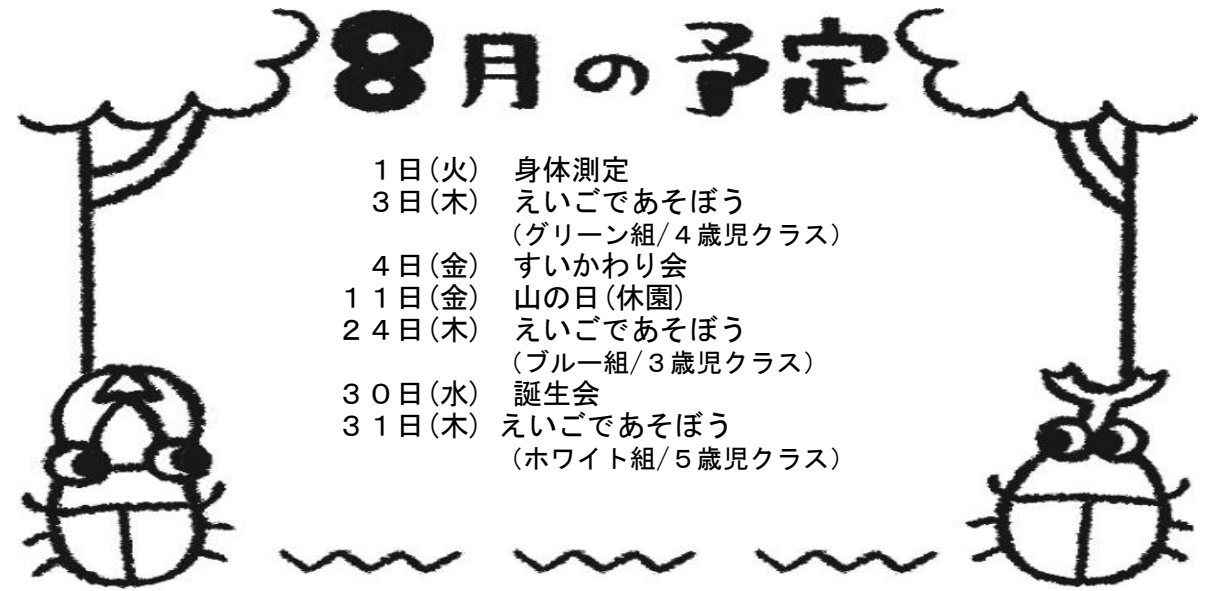 8月の予定
１日(火)　身体測定
３日(木)　えいごであそぼう
(グリーン組/４歳児クラス)
４日(金)　すいかわり会
１１日(金)　山の日(休園)
２４日(木)　えいごであそぼう
(ブルー組/３歳児クラス)
３０日(水)　誕生会
３１日(木)　えいごであそぼう
(ホワイト組/５歳児クラス)